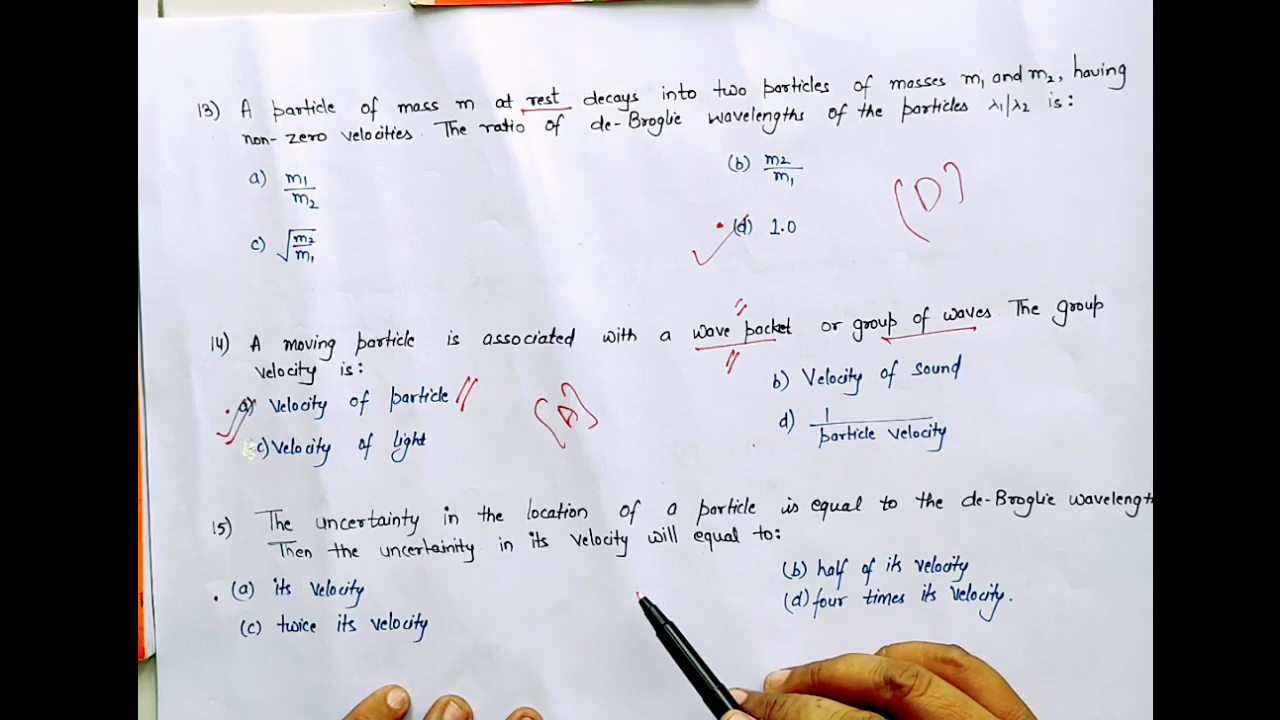 13) A particle of mass m at rest decays into two particles of masses m₁ and m₂, having
non-zero velocities. The ratio of de-Broglie wavelengths of the particles λ₁/λ₂ is:
a) m₁/m₂
(b) m₂/m₁
c) √(m₂/m₁)
(d) 1.0
[D]
14) A moving particle is associated with a wave packet or group of waves The group
velocity is:
a) Velocity of particle
b) Velocity of sound
c) Velocity of light
d) 1/particle velocity
[A]
15) The uncertainty in the location of a particle is equal to the de-Broglie wavelength
Then the uncertainity in its velocity will equal to:
(a) its velocity
(b) half of its velocity
(c) twice its velocity
(d) four times its velocity.